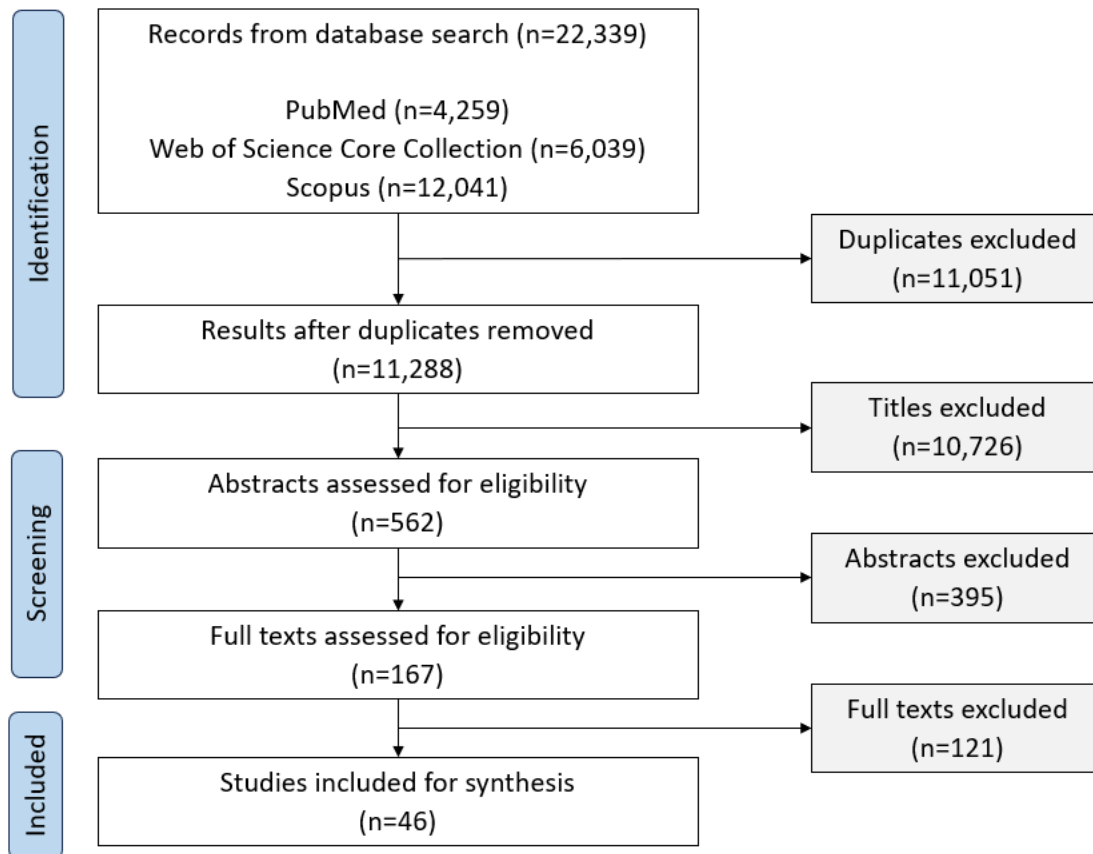 Identification
Records from database search (n=22,339)
PubMed (n=4,259)
Web of Science Core Collection (n=6,039)
Scopus (n=12,041)
Duplicates excluded
(n=11,051)
Results after duplicates removed
(n=11,288)
Titles excluded
(n=10,726)
Screening
Abstracts assessed for eligibility
(n=562)
Abstracts excluded
(n=395)
Full texts assessed for eligibility
(n=167)
Full texts excluded
(n=121)
Included
Studies included for synthesis
(n=46)